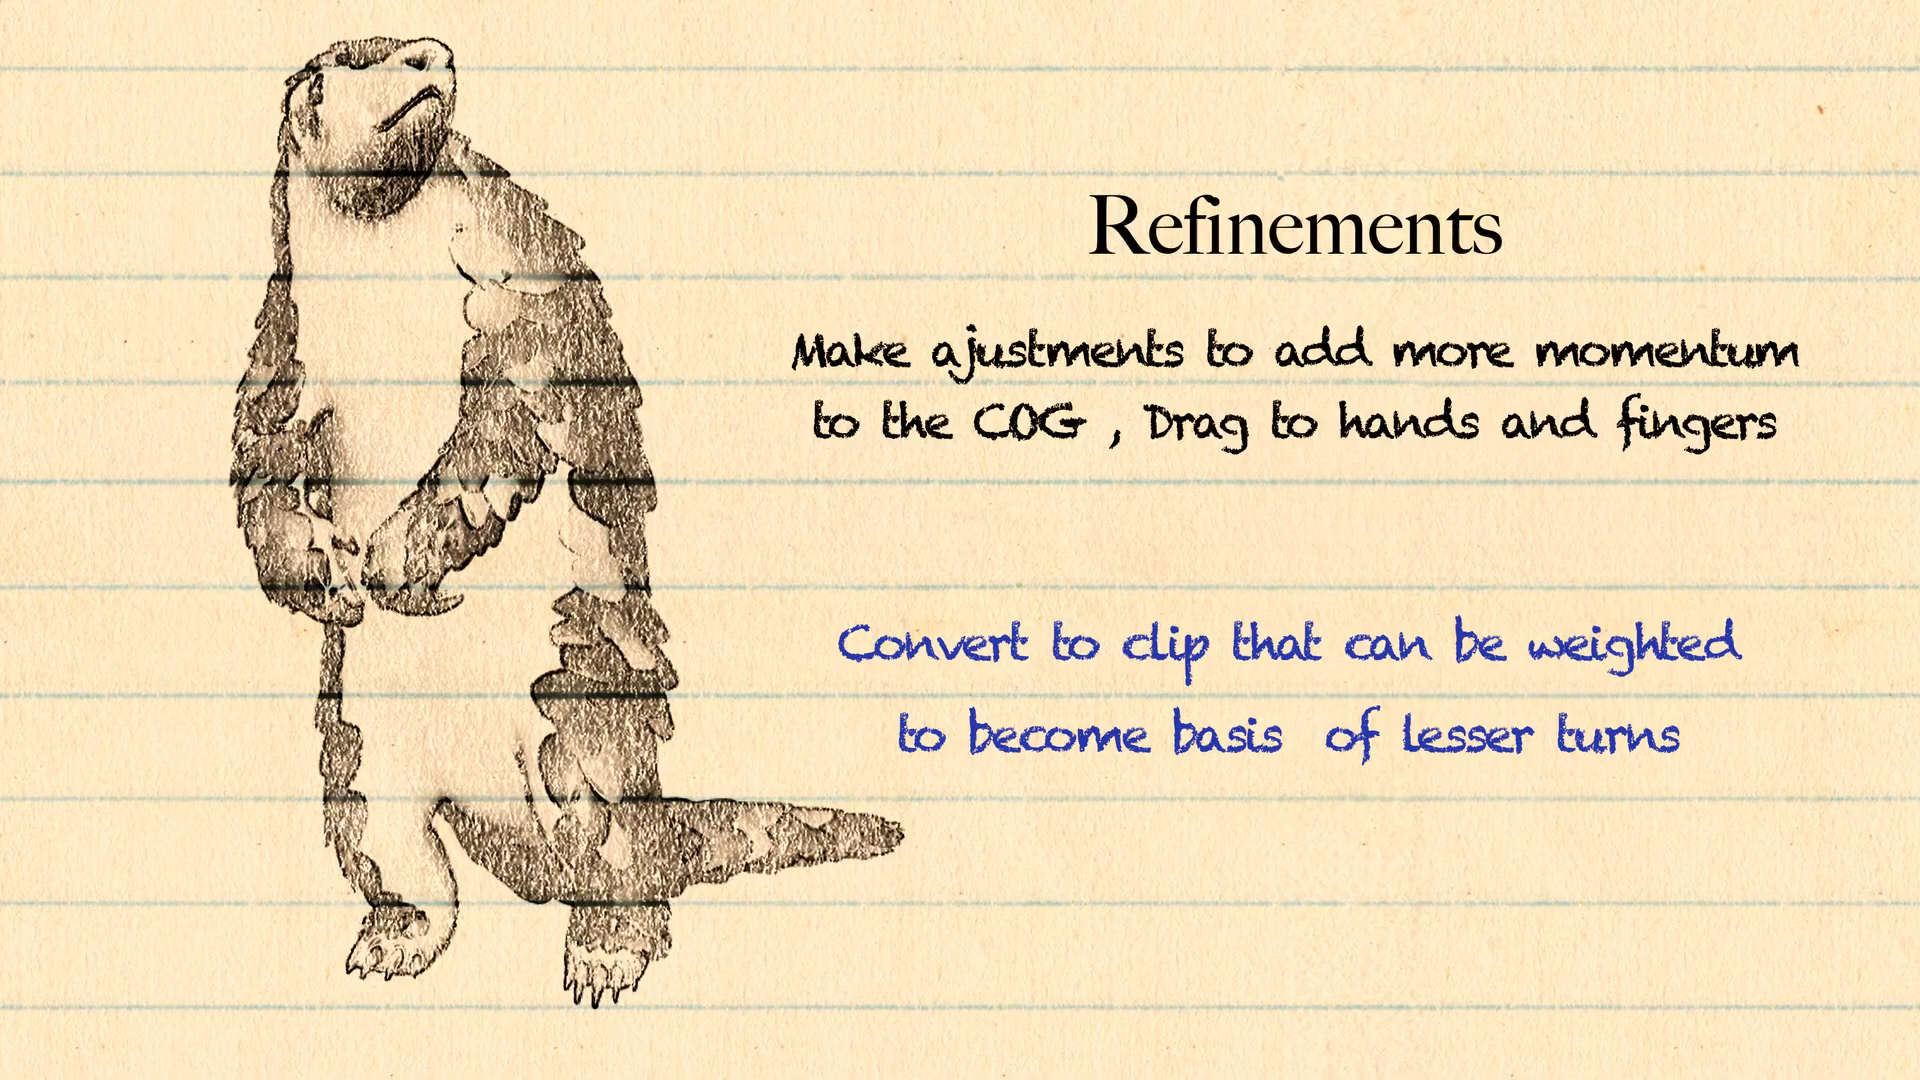 Refinements
Make ajustments to add more momentum
to the COG , Drag to hands and fingers
Convert to clip that can be weighted
to become basis of lesser turns